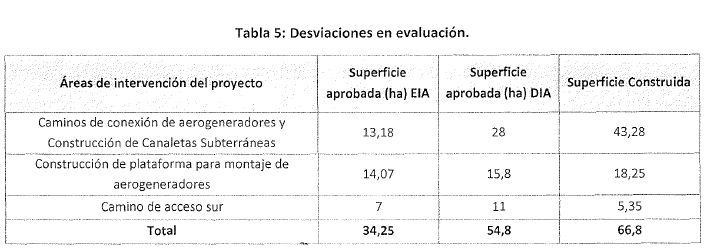 Tabla 5: Desviaciones en evaluación.
Áreas de intervención del proyecto
Superficie
aprobada (ha) EIA
Superficie
aprobada (ha) DIA
Superficie Construida
Caminos de conexión de aerogeneradores y
Construcción de Canaletas Subterráneas
13,18
28
43,28
Construcción de plataforma para montaje de
aerogeneradores
14,07
15,8
18,25
Camino de acceso sur
7
11
5,35
Total
34,25
54,8
66,8